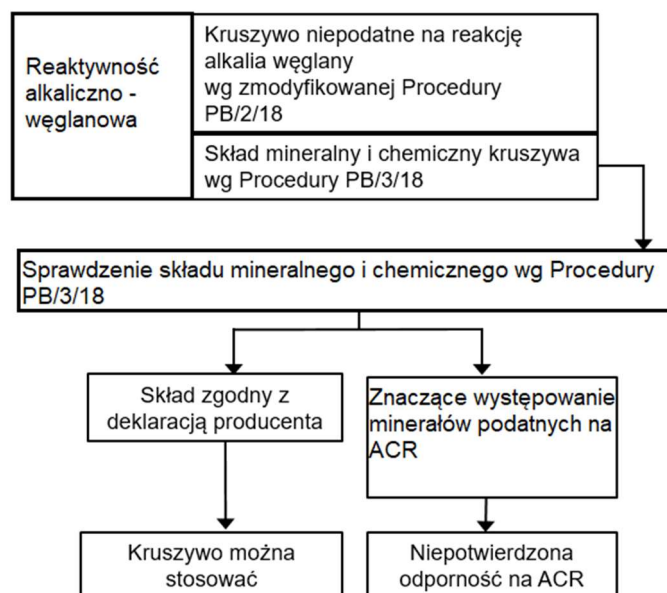 Reaktywność
alkaliczno -
węglanowa
Kruszywo niepodatne na reakcję
alkalia węglany
wg zmodyfikowanej Procedury
PB/2/18
Skład mineralny i chemiczny kruszywa
wg Procedury PB/3/18
Sprawdzenie składu mineralnego i chemicznego wg Procedury
PB/3/18
Skład zgodny z
deklaracją producenta
Znaczące występowanie
minerałów podatnych na
ACR
Kruszywo można
stosować
Niepotwierdzona
odporność na ACR